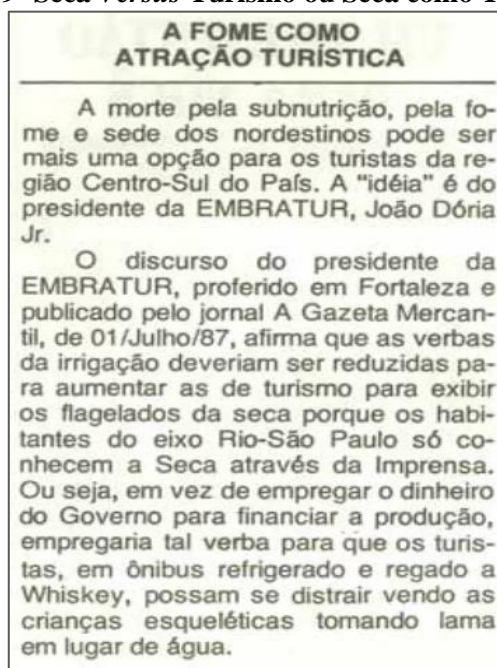 A FOME COMO
ATRAÇÃO TURÍSTICA
A morte pela subnutrição, pela fo-
me e sede dos nordestinos pode ser
mais uma opção para os turistas da re-
gião Centro-Sul do País. A "idéia" é do
presidente da EMBRATUR, João Dória
Jr.
O discurso do presidente da
EMBRATUR, proferido em Fortaleza e
publicado pelo jornal A Gazeta Mercan-
til, de 01/Julho/87, afirma que as verbas
da irrigação deveriam ser reduzidas pa-
ra aumentar as de turismo para exibir
os flagelados da seca porque os habi-
tantes do eixo Rio-São Paulo só co-
nhecem a Seca através da Imprensa.
Ou seja, em vez de empregar o dinheiro
do Governo para financiar a produção,
empregaria tal verba para que os turis-
tas, em ônibus refrigerado e regado a
Whiskey, possam se distrair vendo as
crianças esqueléticas tomando lama
em lugar de água.